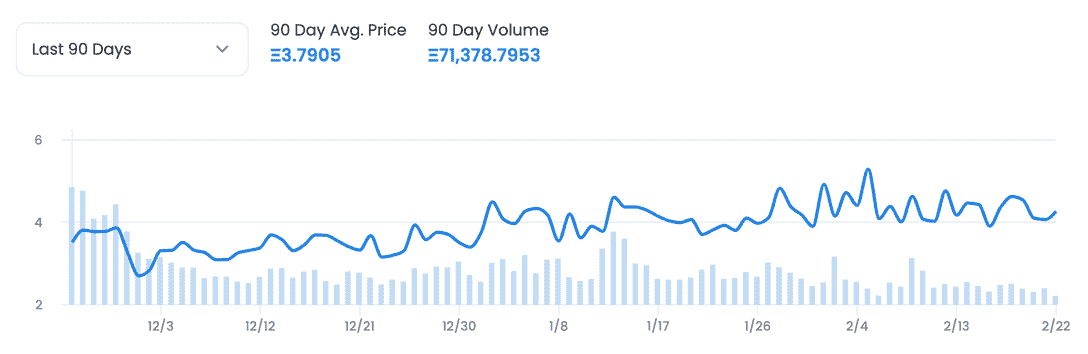 Last 90 Days
90 Day Avg. Price
Ξ3.7905
90 Day Volume
Ξ71,378.7953
6
4
2
12/3 12/12 12/21 12/30 1/8 1/17 1/26 2/4 2/13 2/22